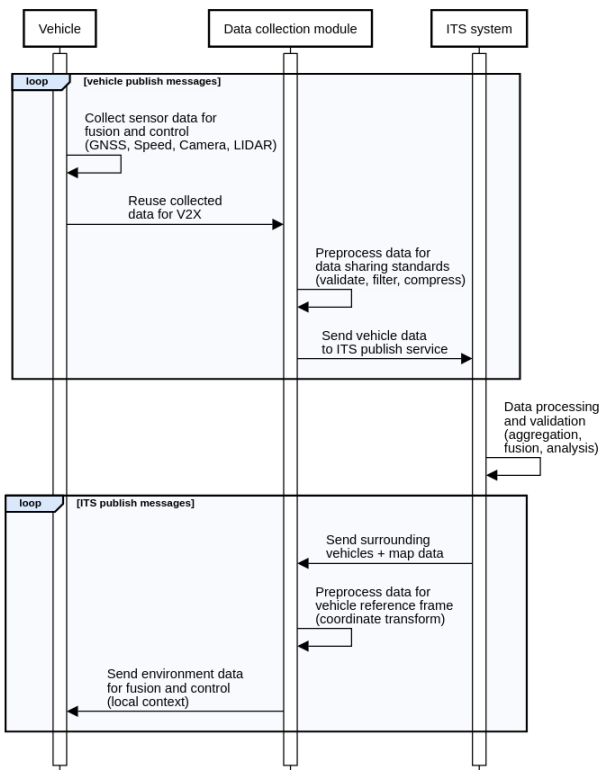 Vehicle
Data collection module
ITS system
loop
[vehicle publish messages]
Collect sensor data for
fusion and control
(GNSS, Speed, Camera, LIDAR)
Reuse collected
data for V2X
Preprocess data for
data sharing standards
(validate, filter, compress)
Send vehicle data
to ITS publish service
Data processing
and validation
(aggregation,
fusion, analysis)
loop
[ITS publish messages]
Send surrounding
vehicles + map data
Preprocess data for
vehicle reference frame
(coordinate transform)
Send environment data
for fusion and control
(local context)